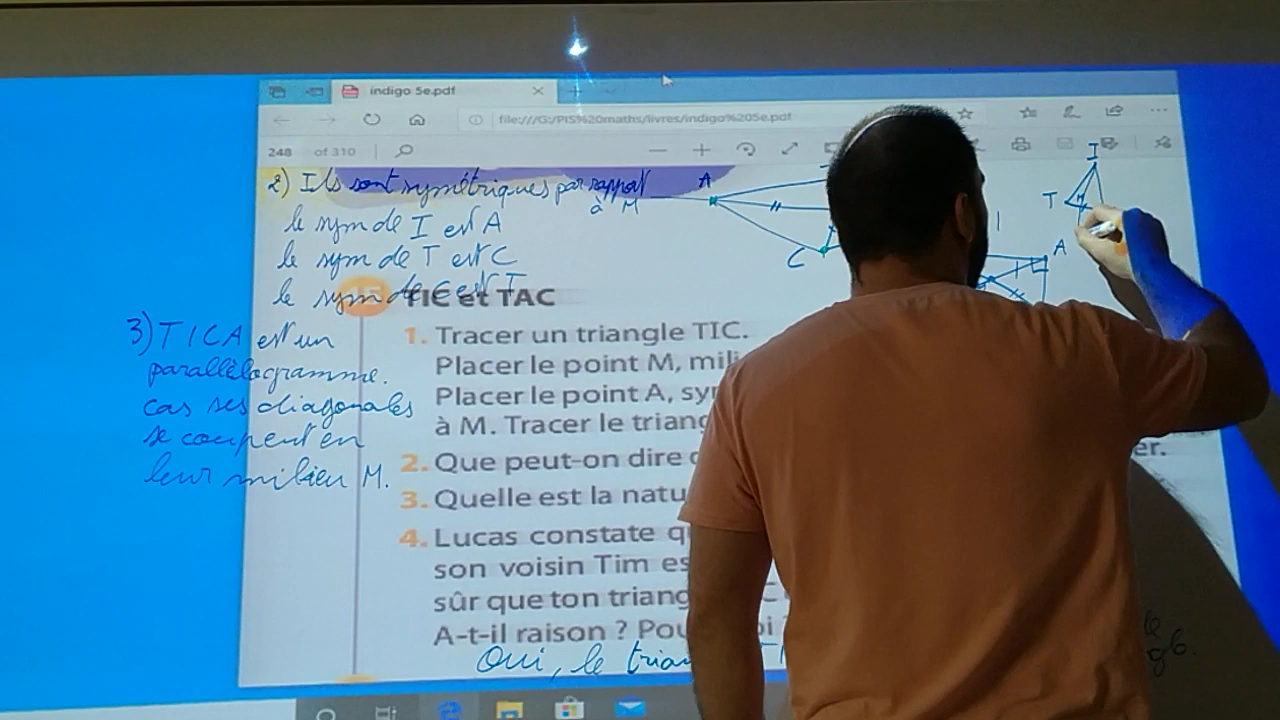 indigo 5e.pdf
file:///G:/PIS%20maths/livres/indigo%205e.pdf
248 of 310
2) Ils sont symétriques par rapport
à M
le sym de I est A
le sym de T est C
le sym de C est T
3) TICA est un
parallèlogramme.
cas ses diagonales
se coupent en
leur milieu M.
A
C
I
T
A
TIC et TAC
1. Tracer un triangle TIC.
Placer le point M, mili
Placer le point A, sy
à M. Tracer le triang
2. Que peut-on dire
er.
3. Quelle est la natu
4. Lucas constate q
son voisin Tim es
sûr que ton triang
A-t-il raison ? Pou
Oui, le trian